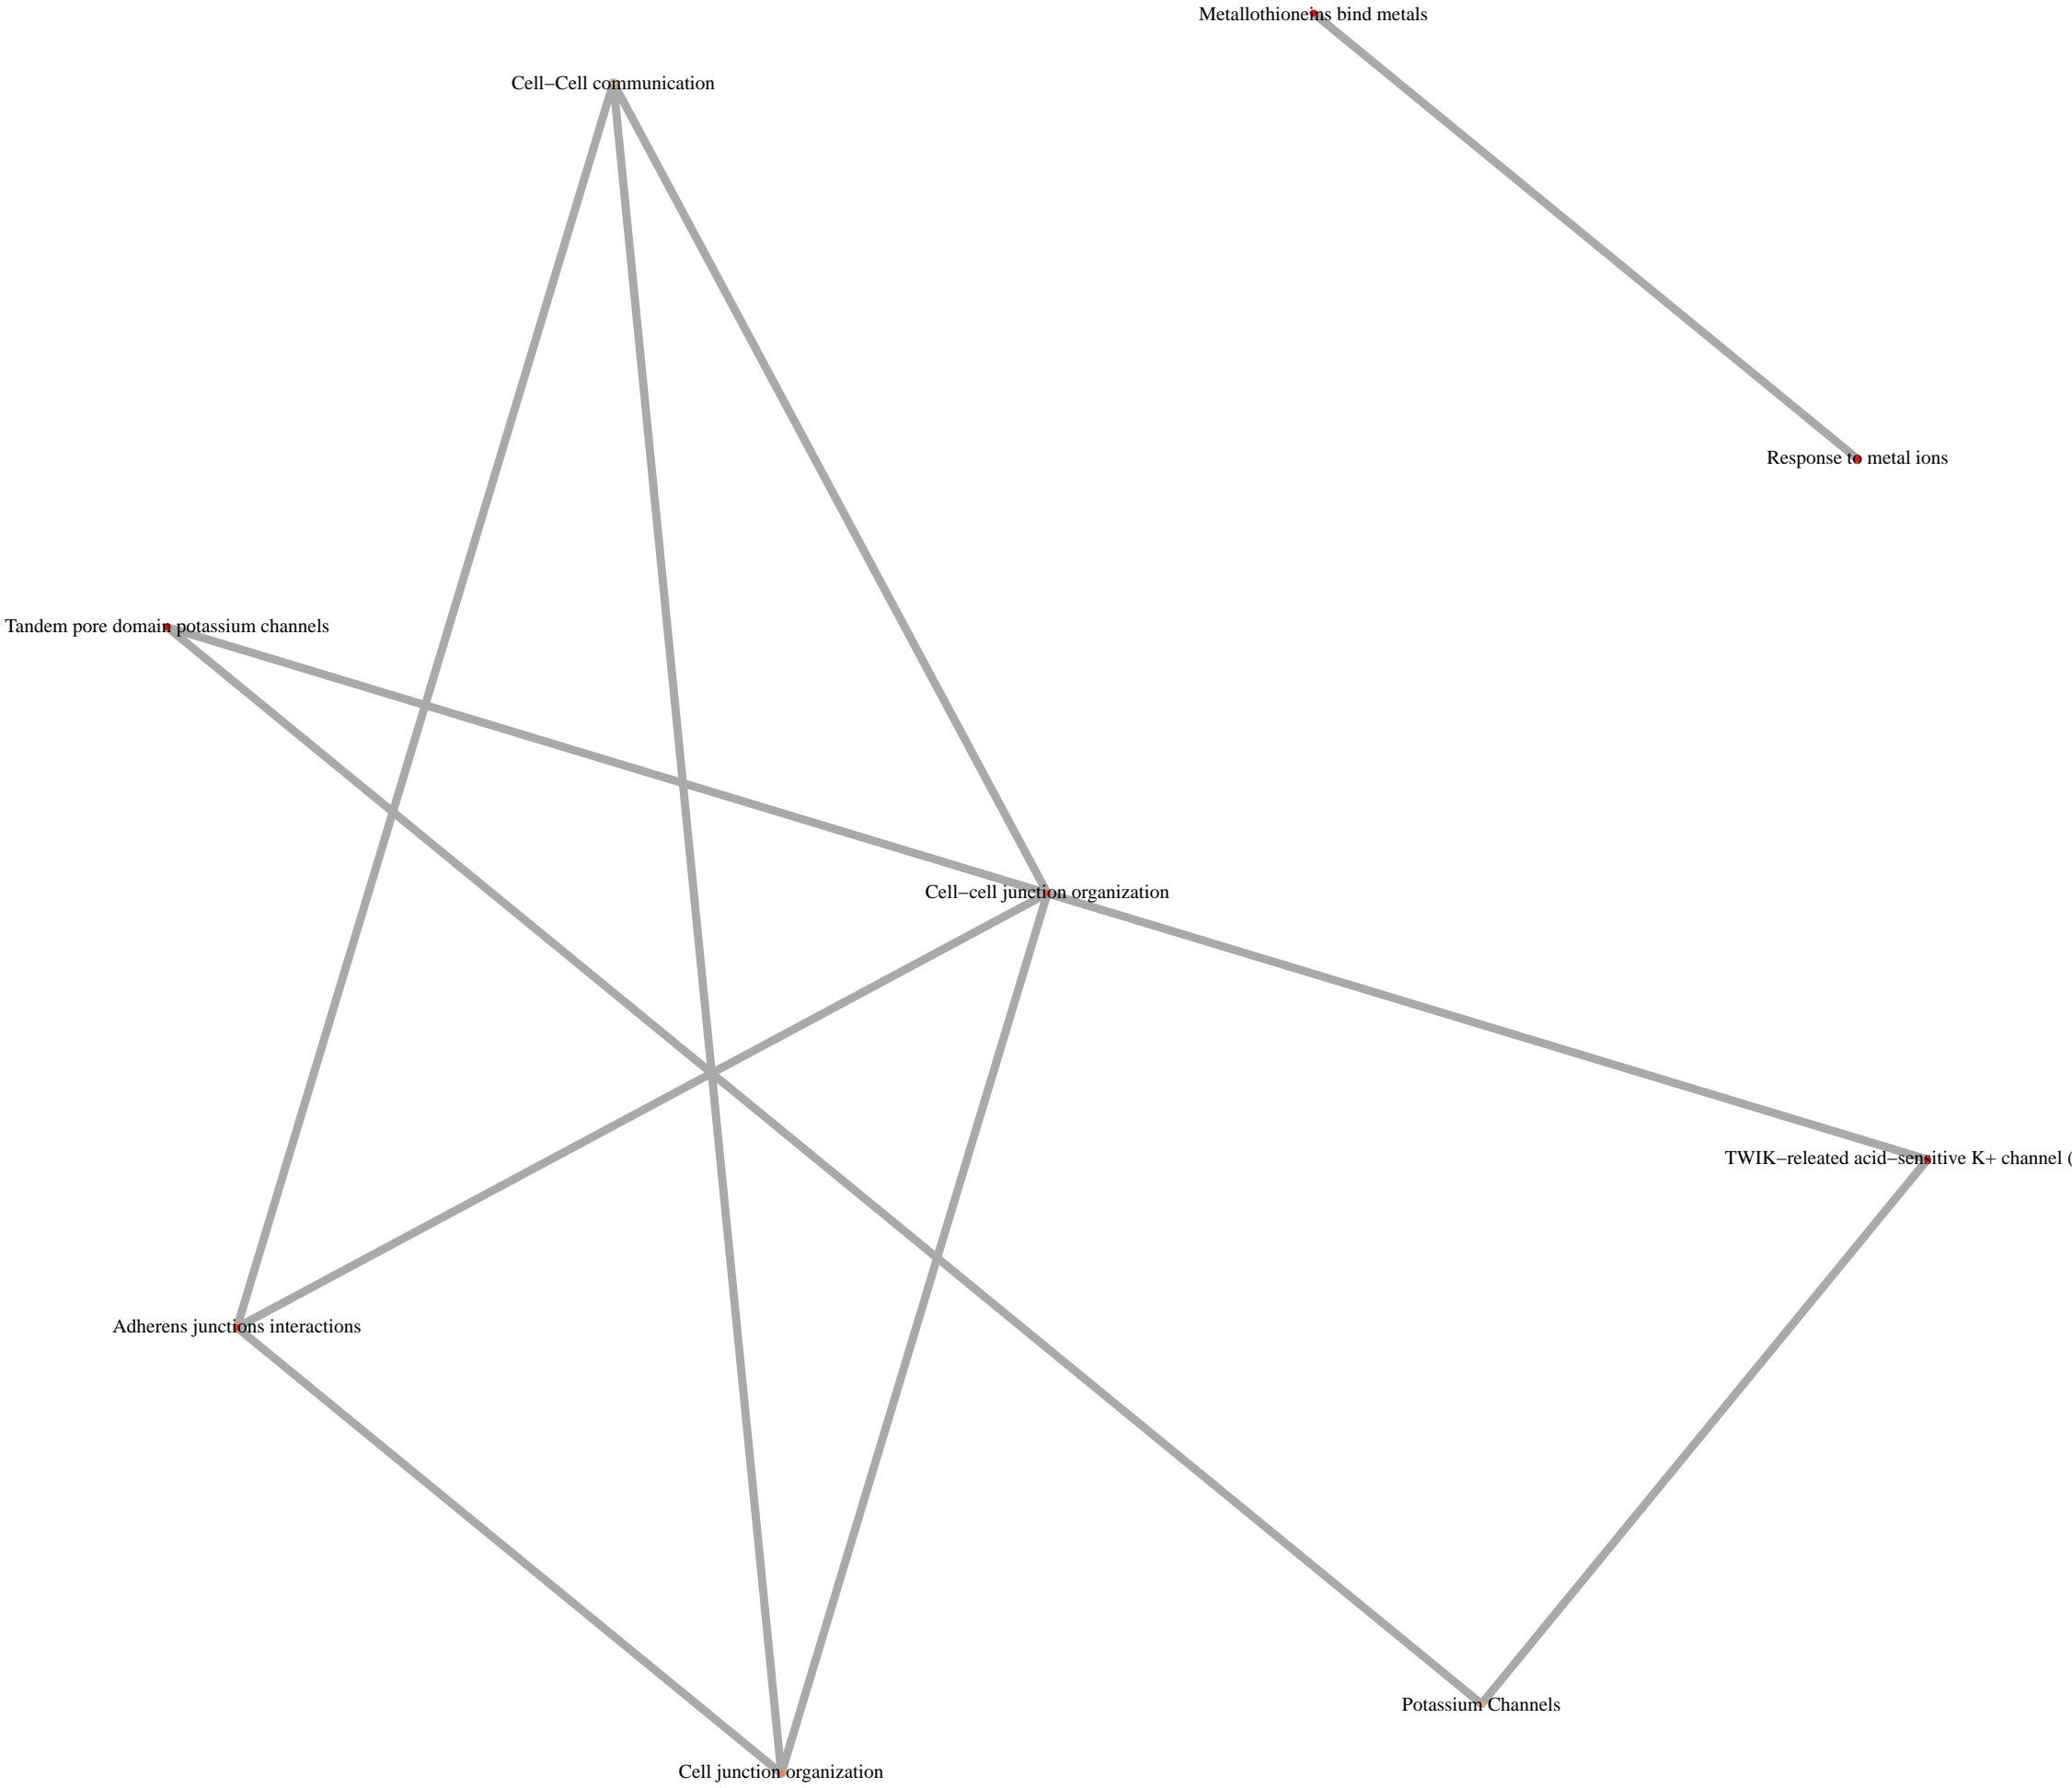 Metallothioneins bind metals
Cell−Cell communication
Response to metal ions
Tandem pore domain potassium channels
Cell−cell junction organization
TWIK−releated acid−sensitive K+ channel (
Adherens junctions interactions
Potassium Channels
Cell junction organization